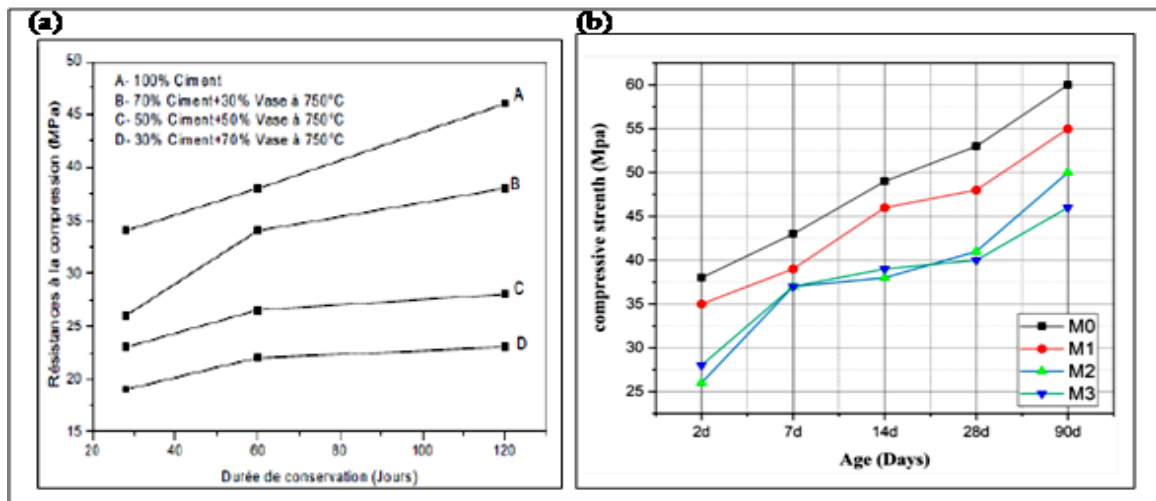 (a)
(b)
50
45
40
35
30
25
20
15
Résistances à la compression (MPa)
A- 100% Ciment
B- 70% Ciment+30% Vase à 750°C
C- 50% Ciment+50% Vase à 750°C
D- 30% Ciment+70% Vase à 750°C
A
B
C
D
20
40
60
80
100
120
Durée de conservation (Jours)
60
55
50
45
40
35
30
25
compressive strenth (Mpa)
M0
M1
M2
M3
2d
7d
14d
28d
90d
Age (Days)